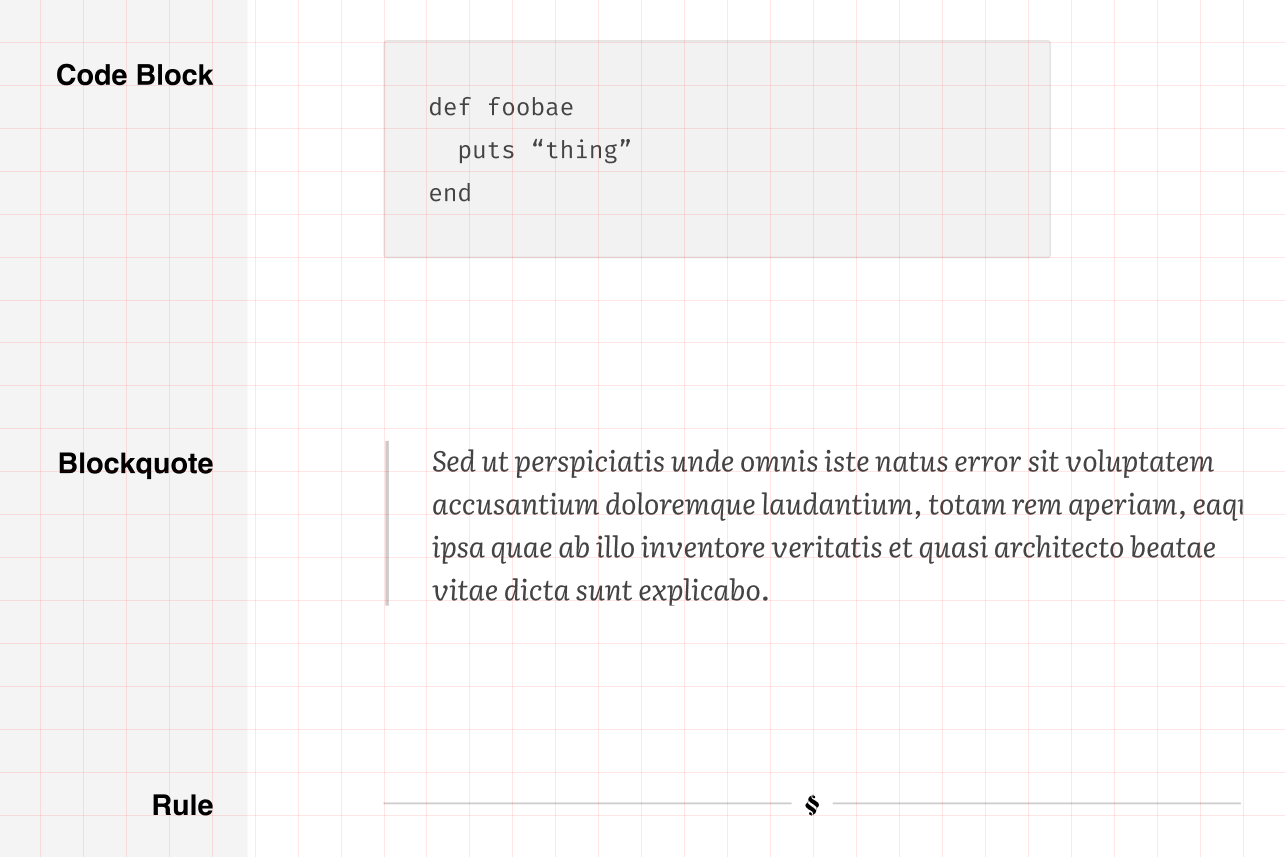 Code Block
def foobae
  puts “thing”
end
Blockquote
Sed ut perspiciatis unde omnis iste natus error sit voluptatem
accusantium doloremque laudantium, totam rem aperiam,
ipsa quae ab illo inventore veritatis et quasi architecto beatae
vitae dicta sunt explicabo.
Rule
§